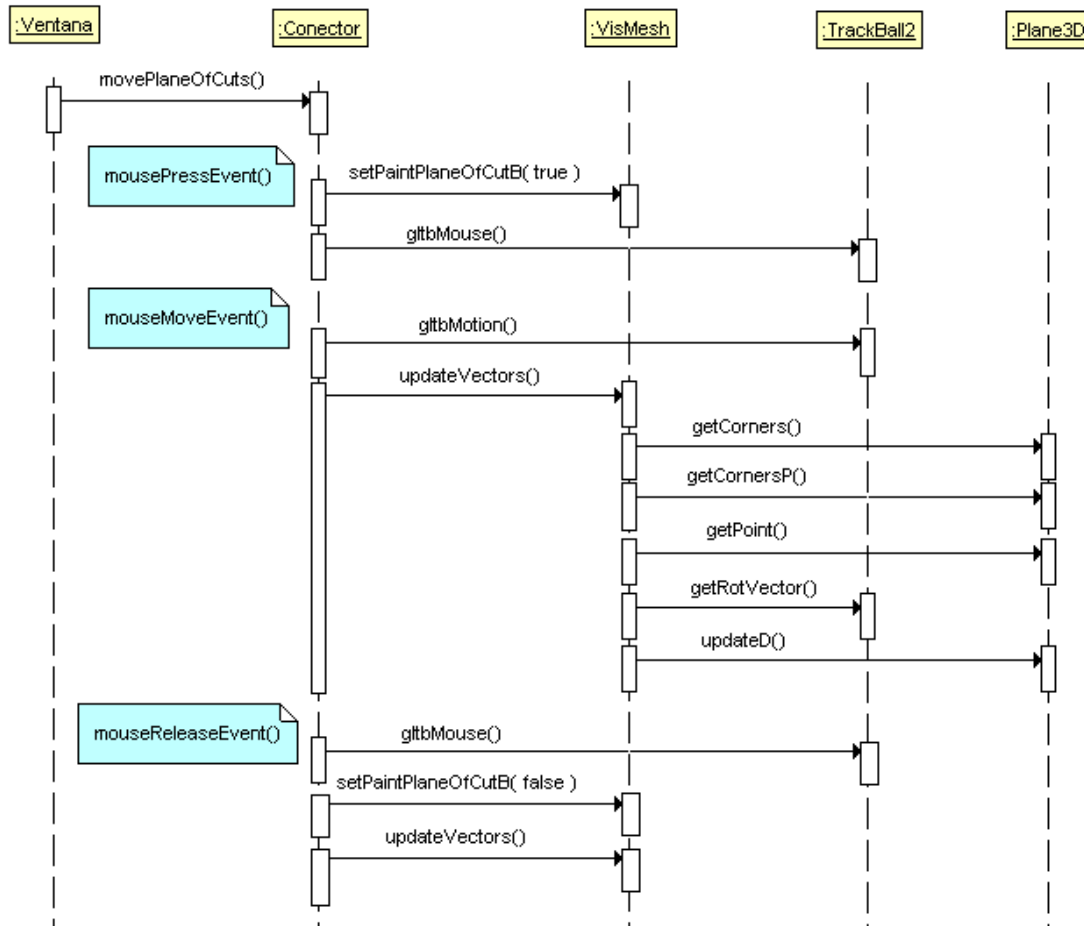 :Ventana
:Conector
:VisMesh
:TrackBall2
:Plane3D
movePlaneOfCuts()
mousePressEvent()
setPaintPlaneOfCutB( true )
gltbMouse()
mouseMoveEvent()
gltbMotion()
updateVectors()
getCorners()
getCornersP()
getPoint()
getRotVector()
updateD()
mouseReleaseEvent()
gltbMouse()
setPaintPlaneOfCutB( false )
updateVectors()